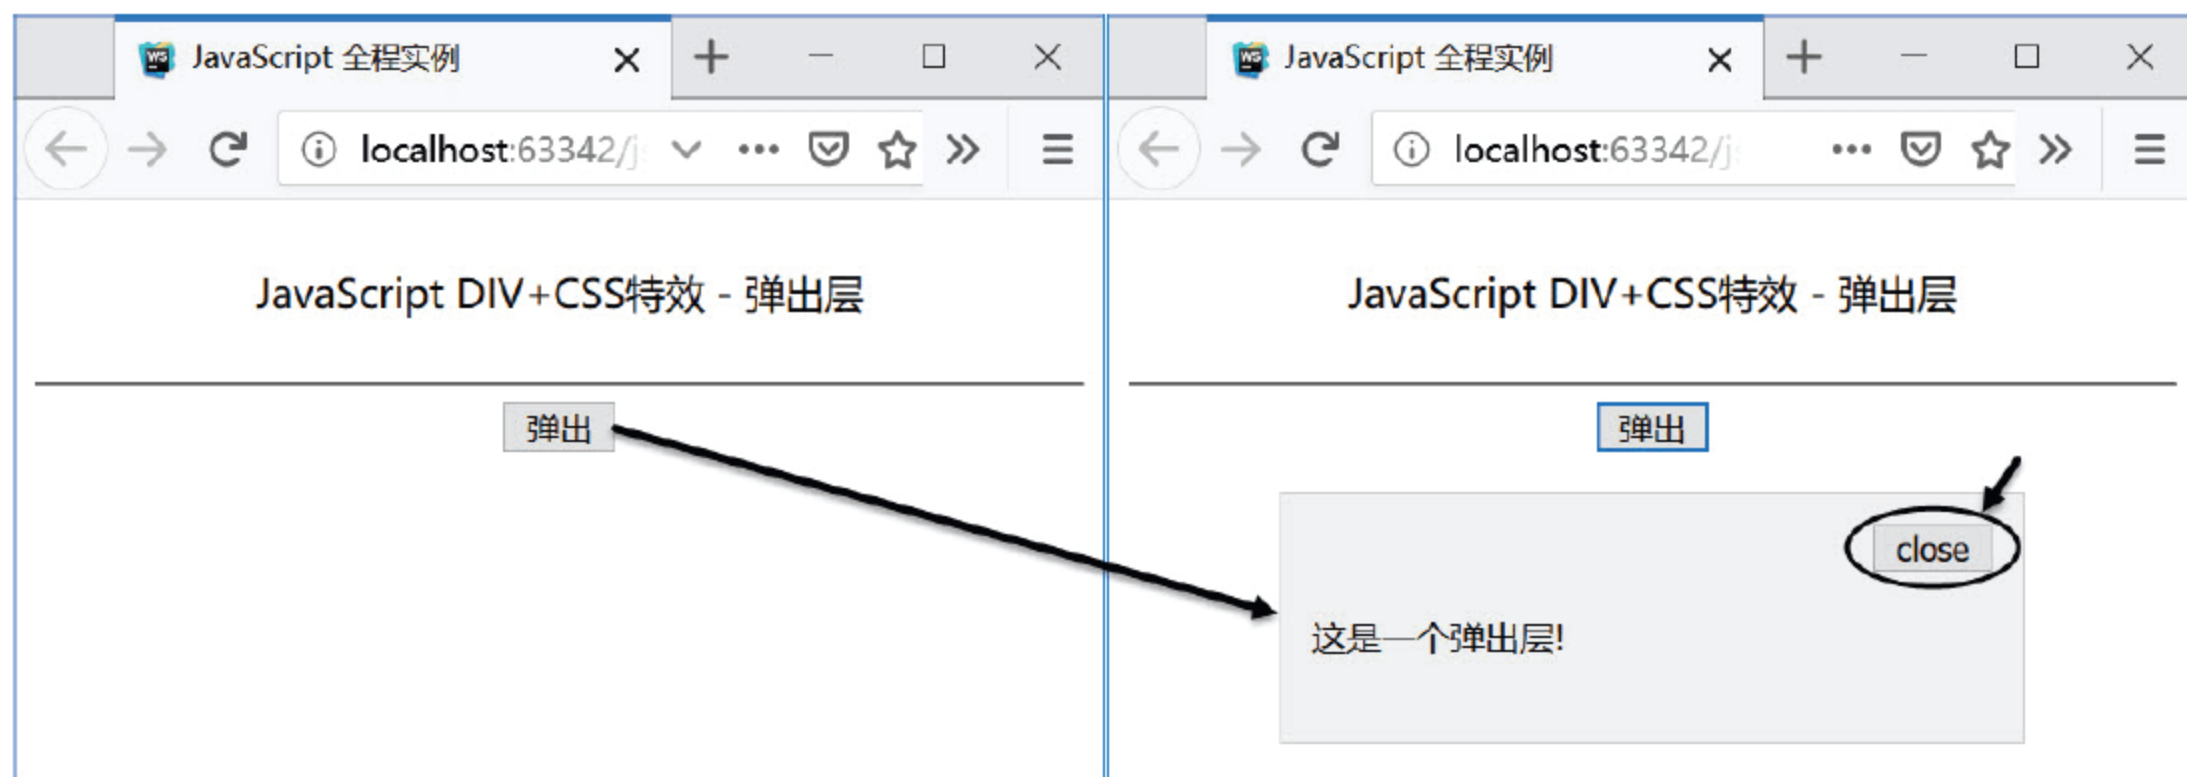 JavaScript 全程实例
localhost:63342/j
JavaScript DIV+CSS特效 - 弹出层
弹出
JavaScript 全程实例
localhost:63342/j
JavaScript DIV+CSS特效 - 弹出层
弹出
close
这是一个弹出层!